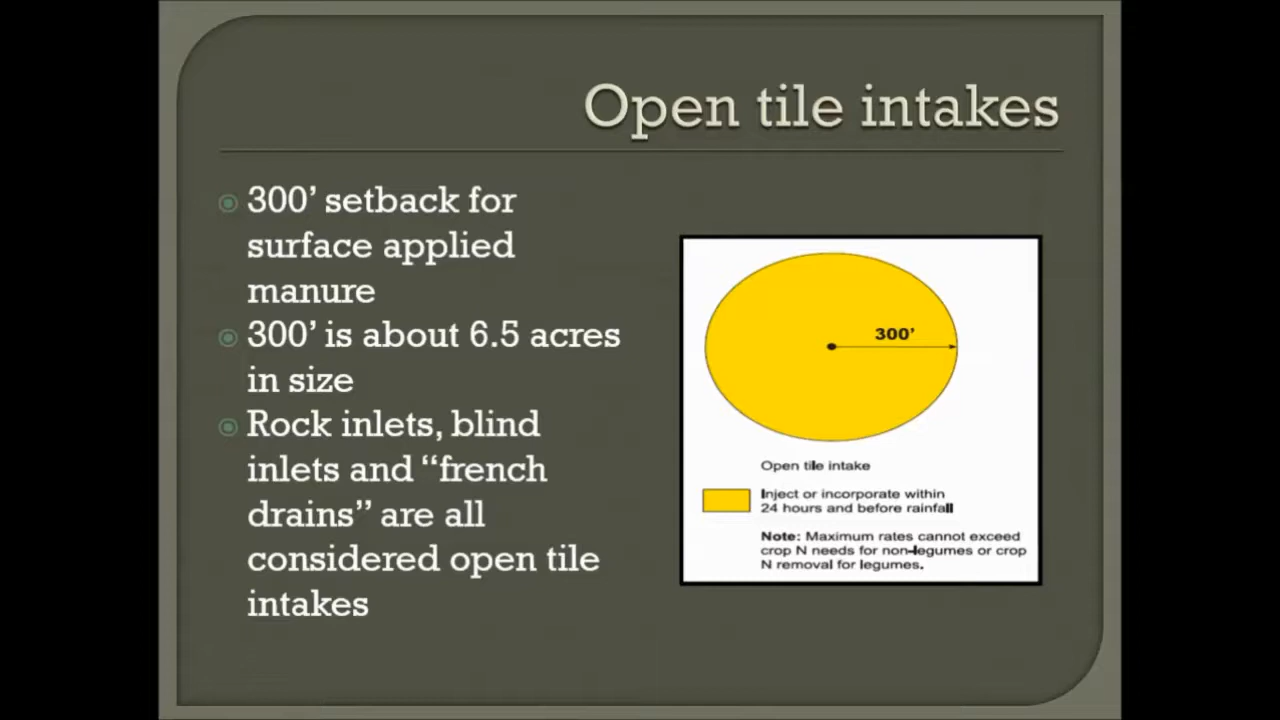 Open tile intakes
300’ setback for
surface applied
manure
300’ is about 6.5 acres
in size
Rock inlets, blind
inlets and “french
drains” are all
considered open tile
intakes
300’
Open tile intake
Inject or incorporate within
24 hours and before rainfall
Note: Maximum rates cannot exceed
crop N needs for non-legumes or crop
N removal for legumes.